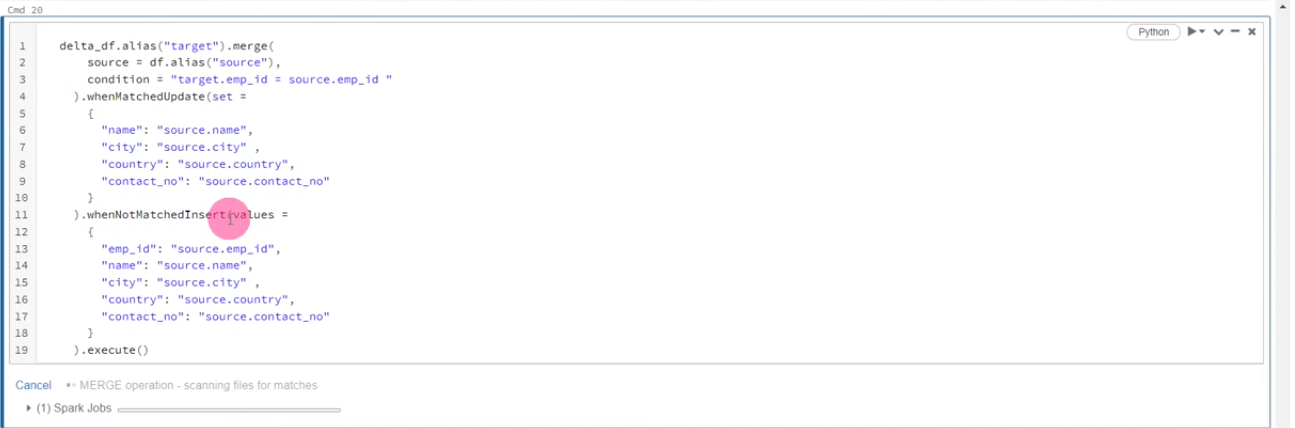 Cmd 20
Python
1 delta_df.alias("target").merge(
2 source = df.alias("source"),
3 condition = "target.emp_id = source.emp_id "
4 ).whenMatchedUpdate(set =
5 {
6 "name": "source.name",
7 "city": "source.city" ,
8 "country": "source.country",
9 "contact_no": "source.contact_no"
10 }
11 ).whenNotMatchedInsert(values =
12 {
13 "emp_id": "source.emp_id",
14 "name": "source.name",
15 "city": "source.city" ,
16 "country": "source.country",
17 "contact_no": "source.contact_no"
18 }
19 ).execute()
Cancel MERGE operation - scanning files for matches
(1) Spark Jobs